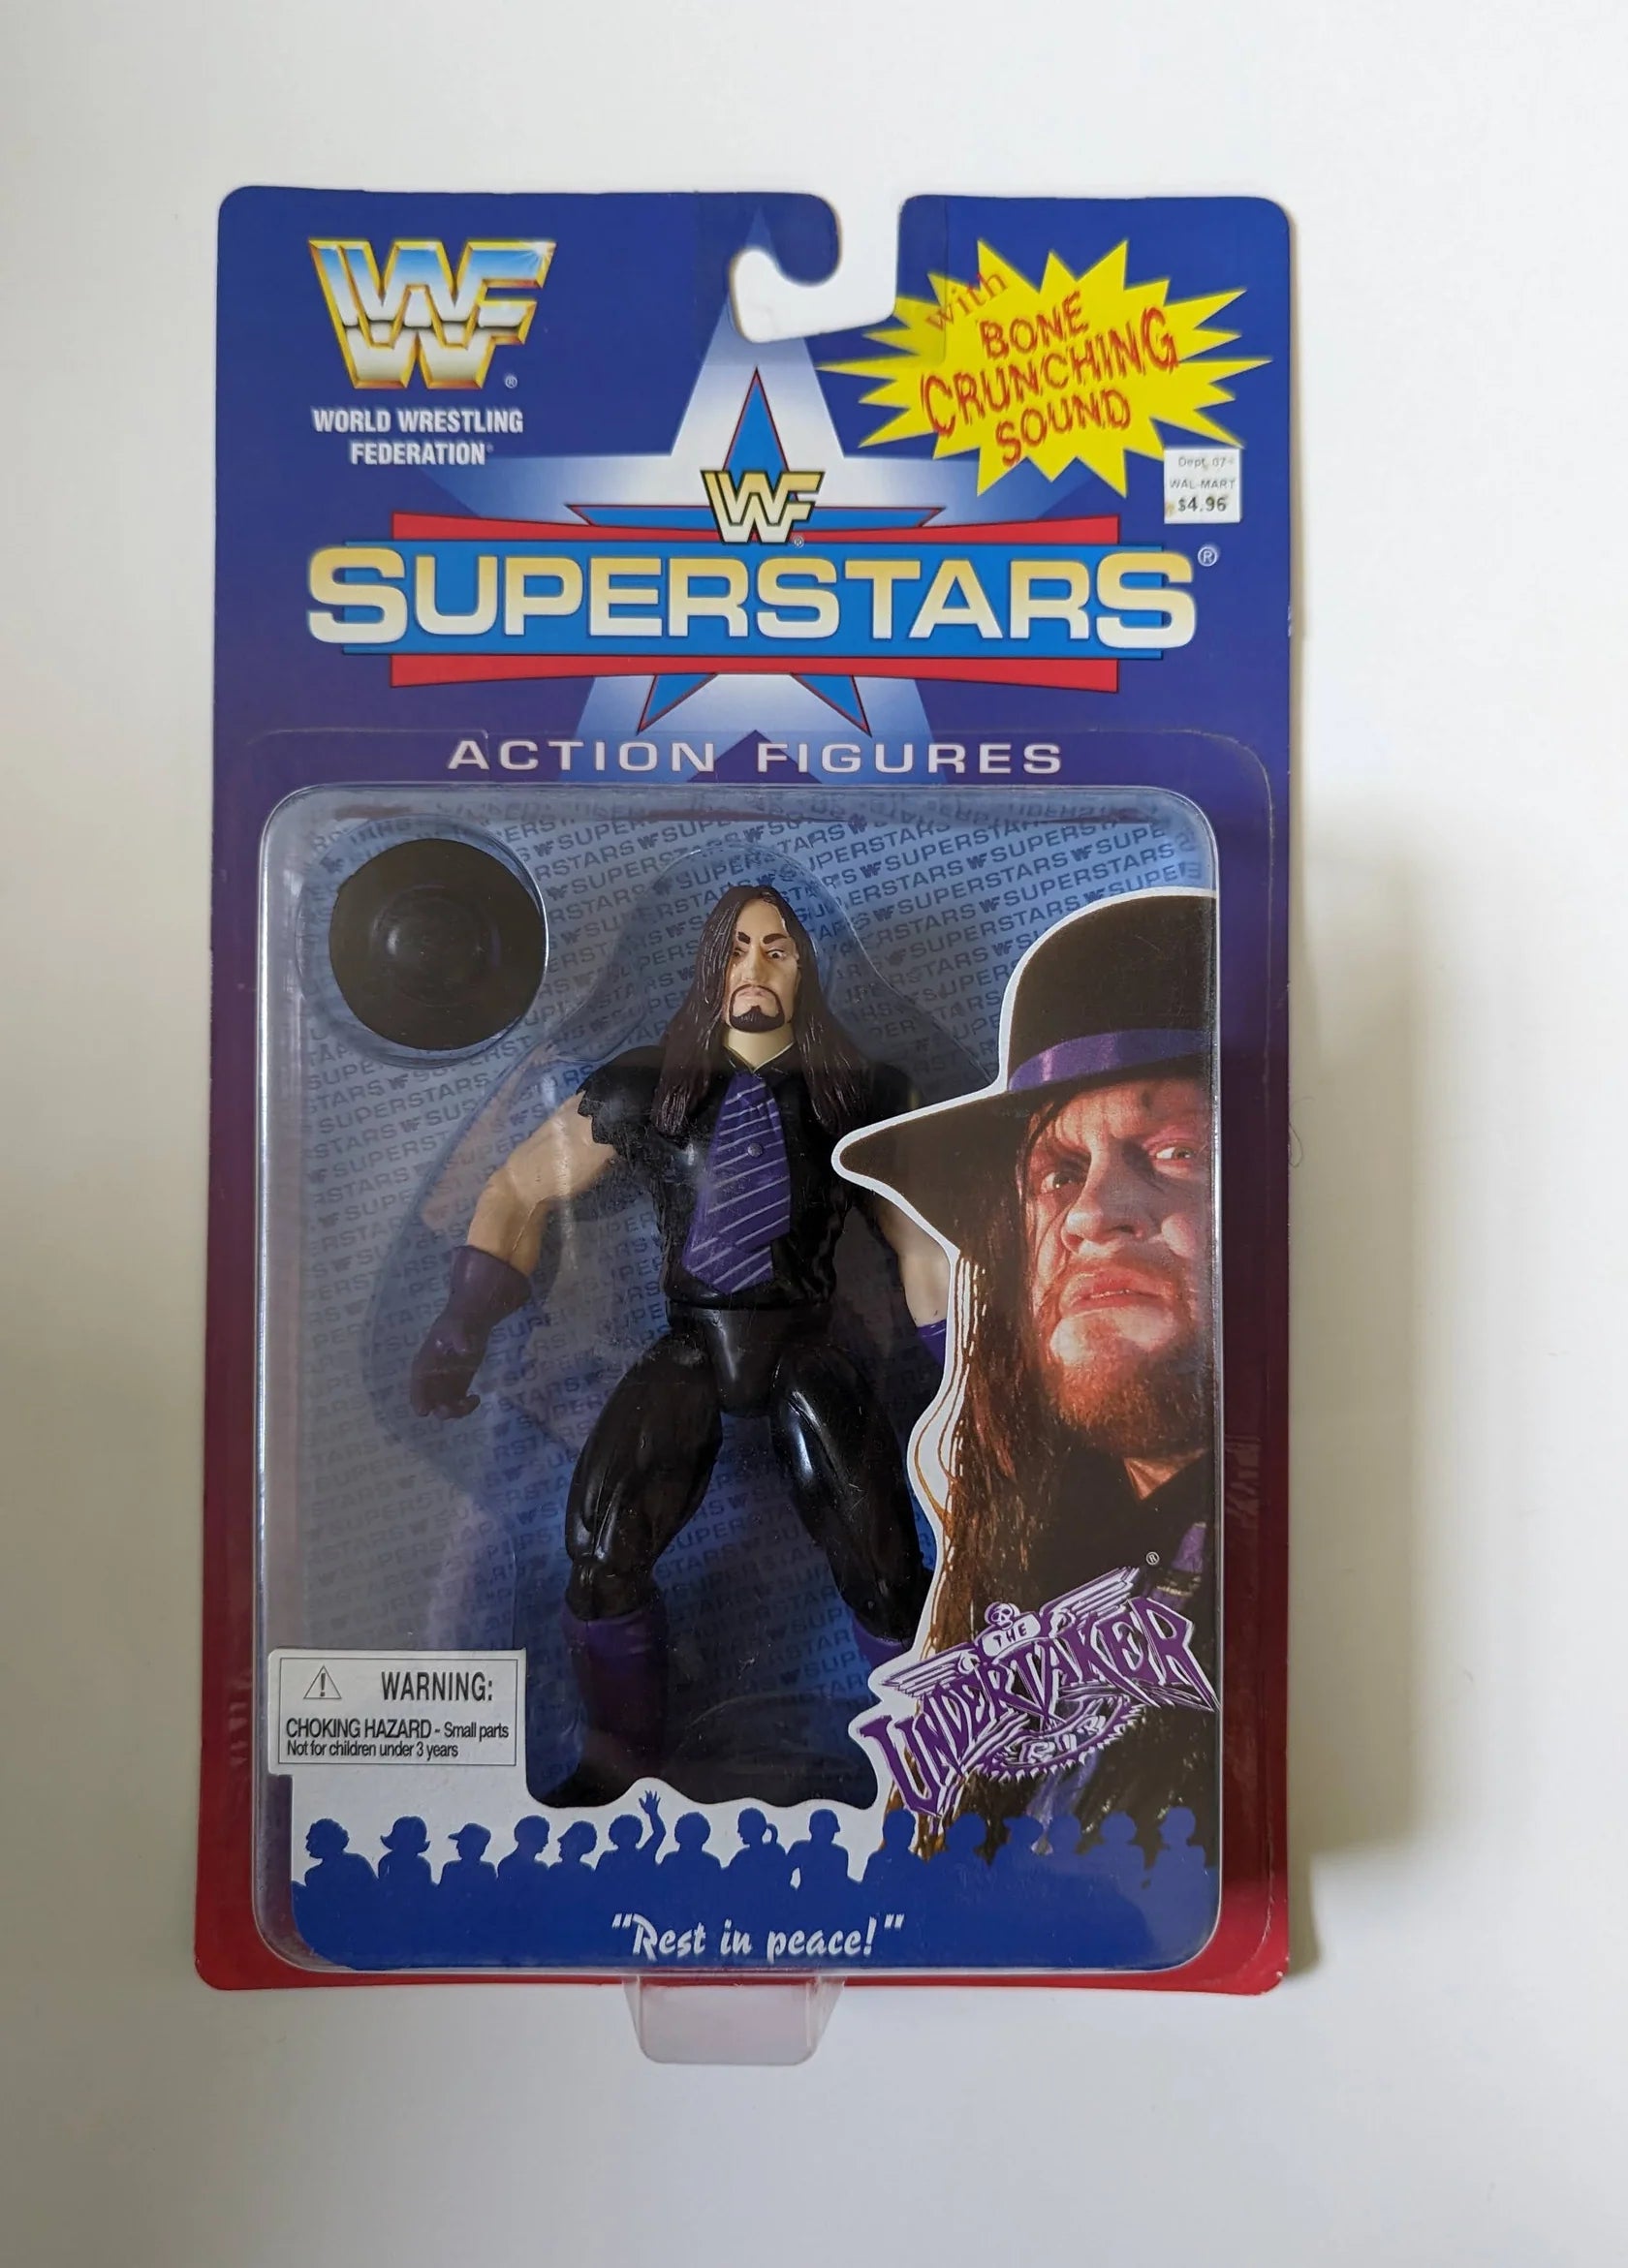 WF
®
WORLD WRESTLING
FEDERATION®
with
BONE
CRUNCHING
SOUND
Dept. 07
WAL-MART
$4.96
WF
SUPERSTARS®
ACTION FIGURES
®
THE
UNDERTAKER
R.I.P.
WARNING:
CHOKING HAZARD - Small parts
Not for children under 3 years
"Rest in peace!"